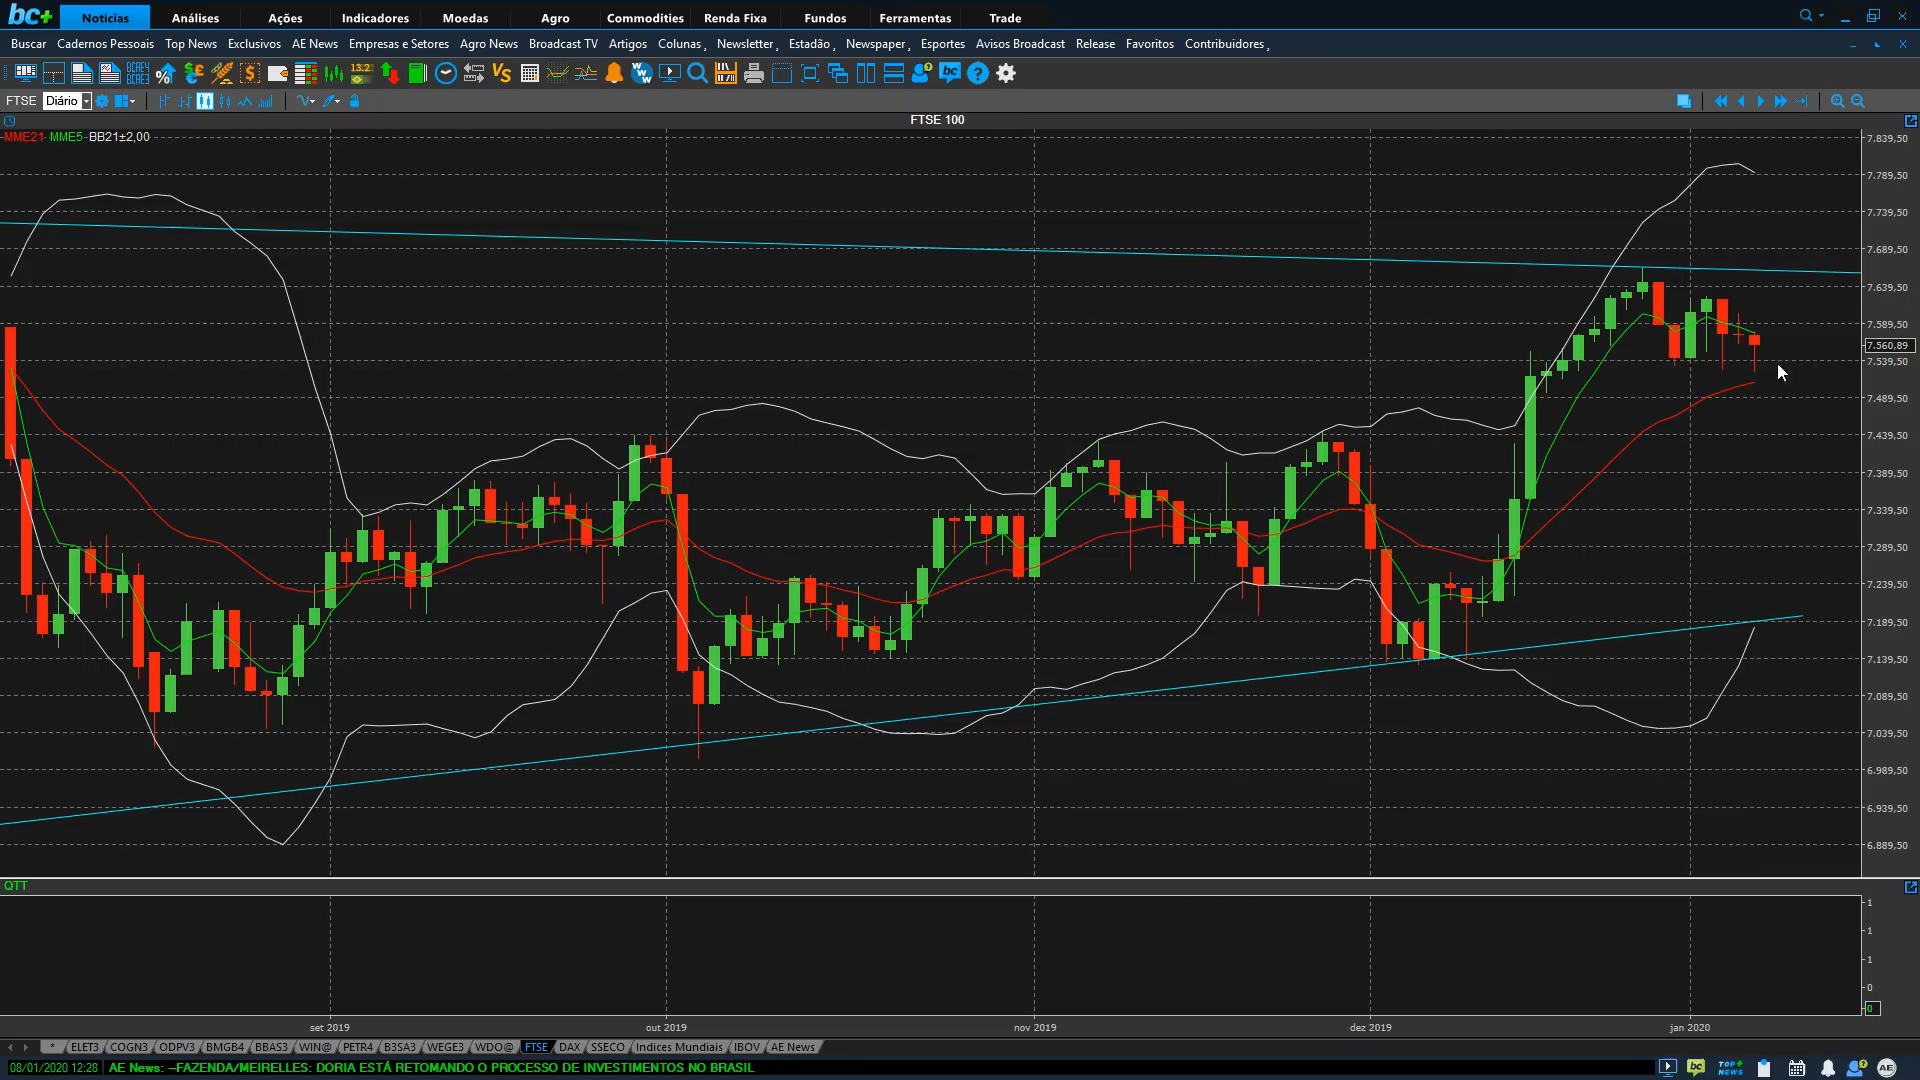 bc+ Notícias Análises Ações Indicadores Moedas Agro Commodities Renda Fixa Fundos Ferramentas Trade
Buscar Cadernos Pessoais Top News Exclusivos AE News Empresas e Setores Agro News Broadcast TV Artigos Colunas Newsletter Estadão Newspaper Esportes Avisos Broadcast Release Favoritos Contribuidores
FTSE Diário
FTSE 100
MME21 MME5 BB21±2,00
7.839,50
7.789,50
7.739,50
7.689,50
7.639,50
7.589,50
7.560,89
7.539,50
7.489,50
7.439,50
7.389,50
7.339,50
7.289,50
7.239,50
7.189,50
7.139,50
7.089,50
7.039,50
6.989,50
6.939,50
6.889,50
QTT
1
1
1
0
0
set 2019 out 2019 nov 2019 dez 2019 jan 2020
* ELET3 COGN3 ODPV3 BMGB4 BBAS3 WIN@ PETR4 B3SA3 WEGE3 WDO@ FTSE DAX SSECO Indices Mundiais IBOV AE News
08/01/2020 12:28 AE News: --FAZENDA/MEIRELLES: DORIA ESTÁ RETOMANDO O PROCESSO DE INVESTIMENTOS NO BRASIL